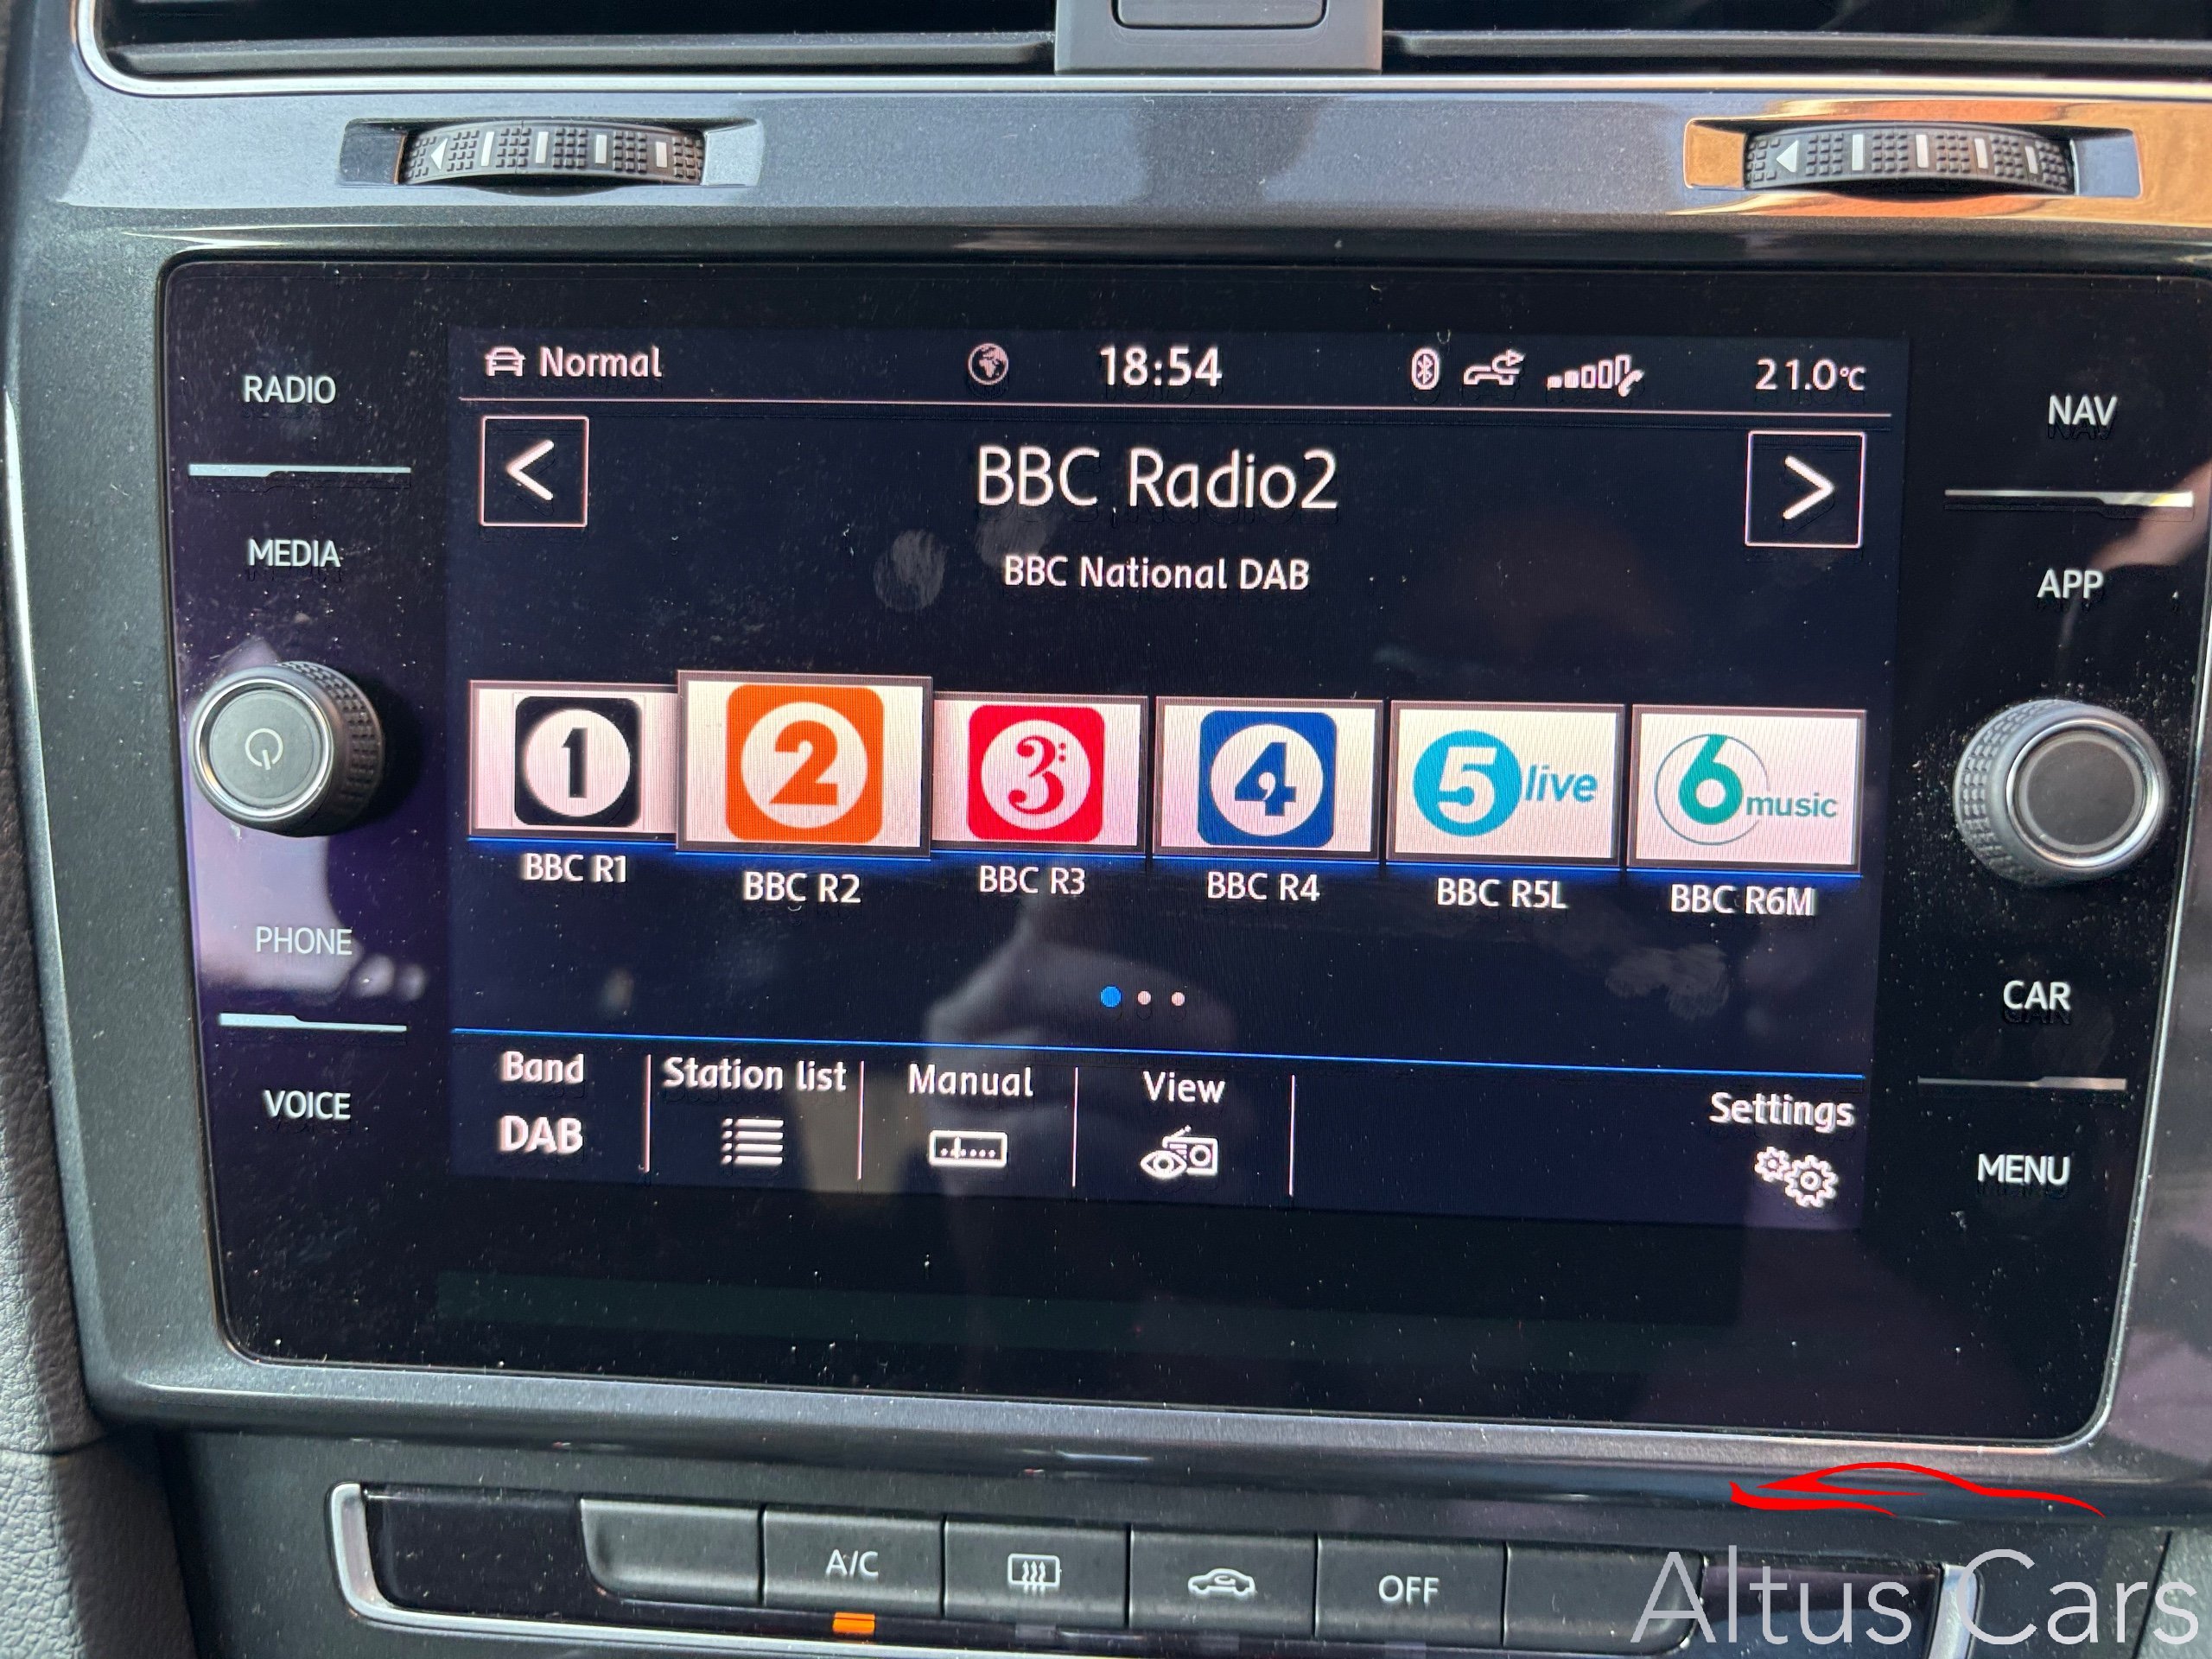 Normal 18:54 21.0°C
RADIO
NAV
BBC Radio2
MEDIA
BBC National DAB
APP
1 2 3 4 5 live 6 music
BBC R1 BBC R2 BBC R3 BBC R4 BBC R5L BBC R6M
PHONE
CAR
Band Station list Manual View Settings
DAB
VOICE
MENU
A/C OFF
Altus Cars